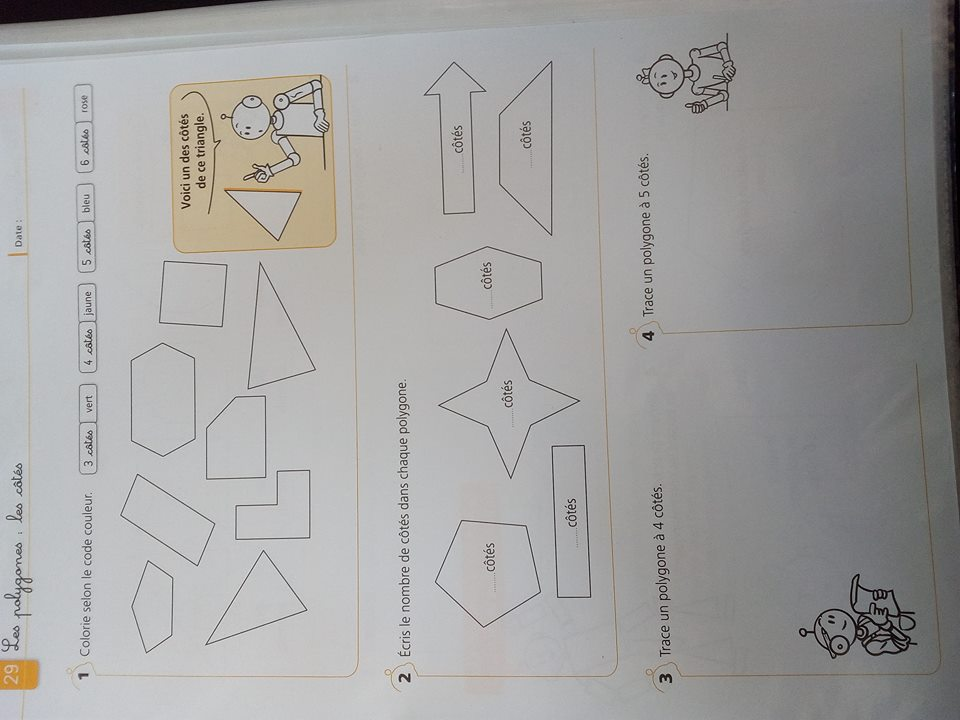 29 Les polygones : les côtés
Date :
1 Colorie selon le code couleur.
3 côtés vert
4 côtés jaune
5 côtés bleu
6 côtés rose
Voici un des côtés
de ce triangle.
2 Écris le nombre de côtés dans chaque polygone.
........ côtés
........ côtés
........ côtés
........ côtés
........ côtés
........ côtés
3 Trace un polygone à 4 côtés.
4 Trace un polygone à 5 côtés.